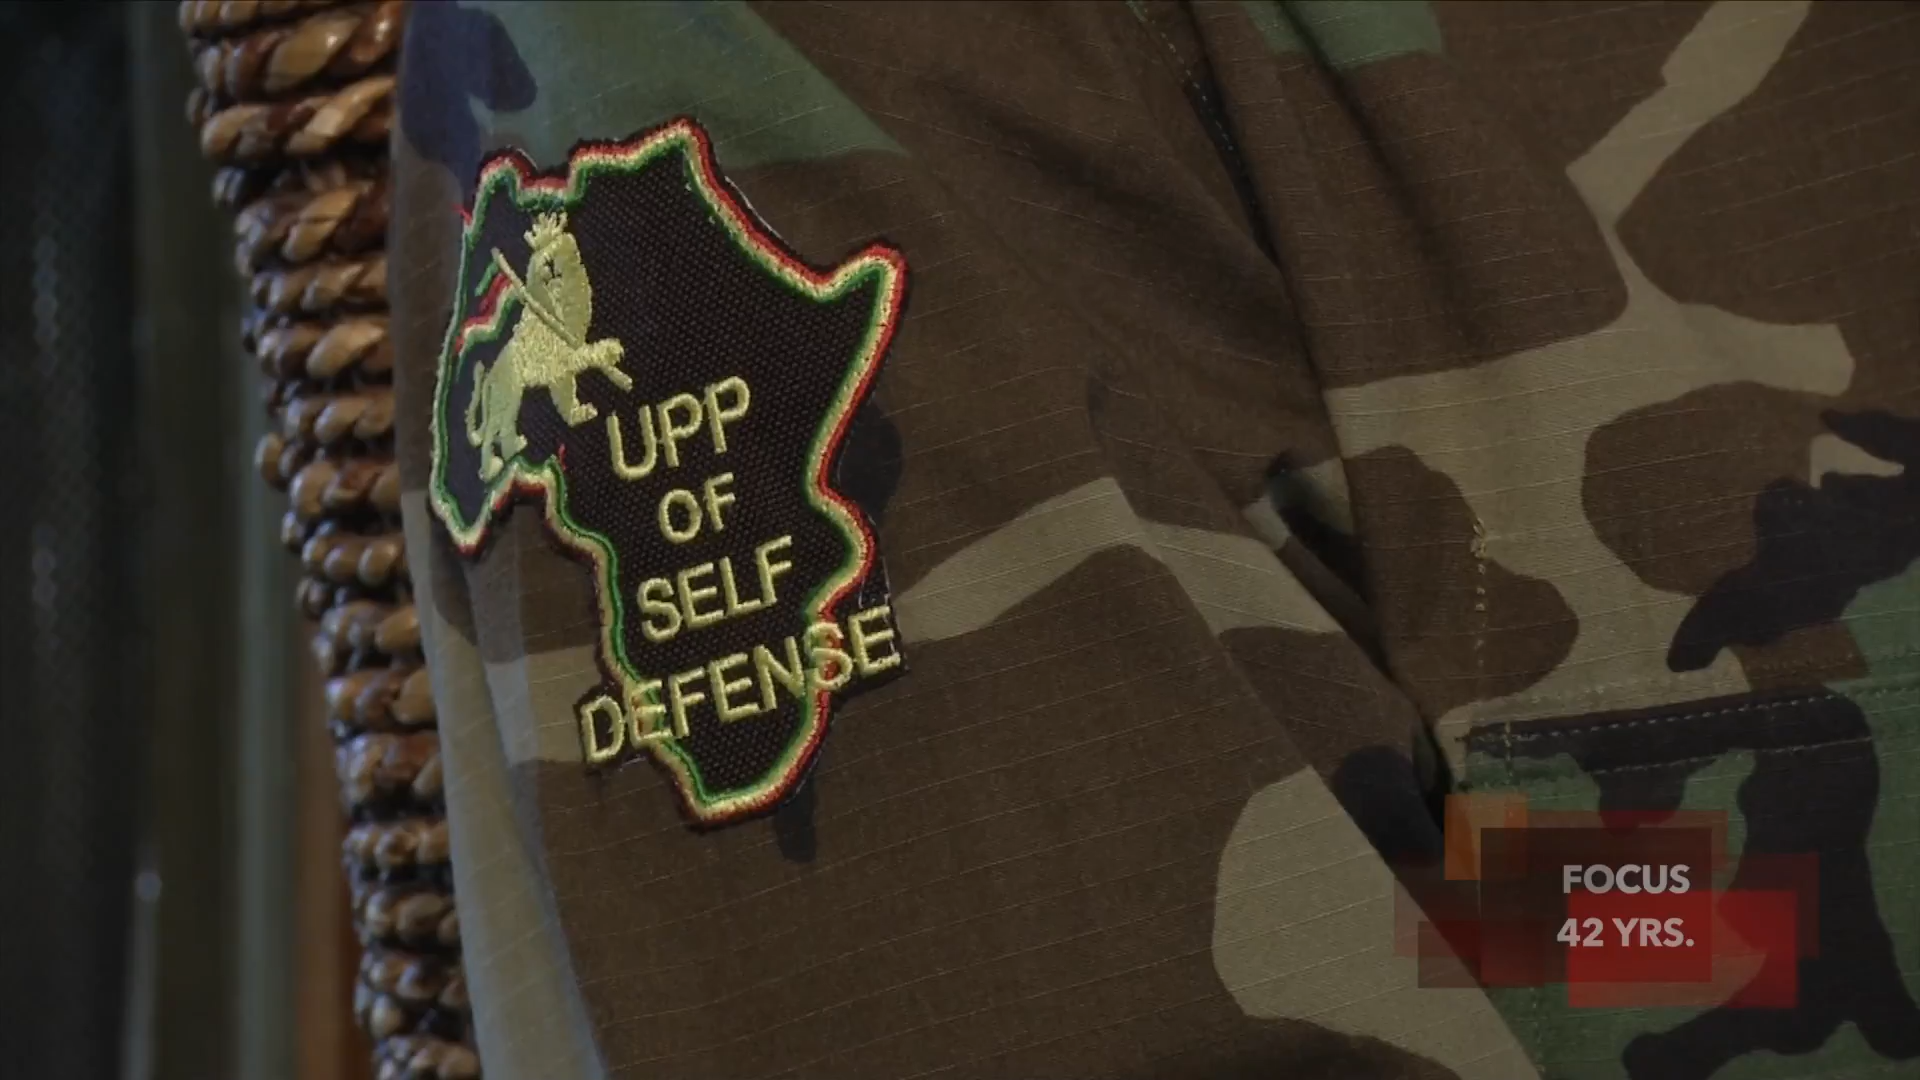 UPP
OF
SELF
DEFENSE
FOCUS
42 YRS.